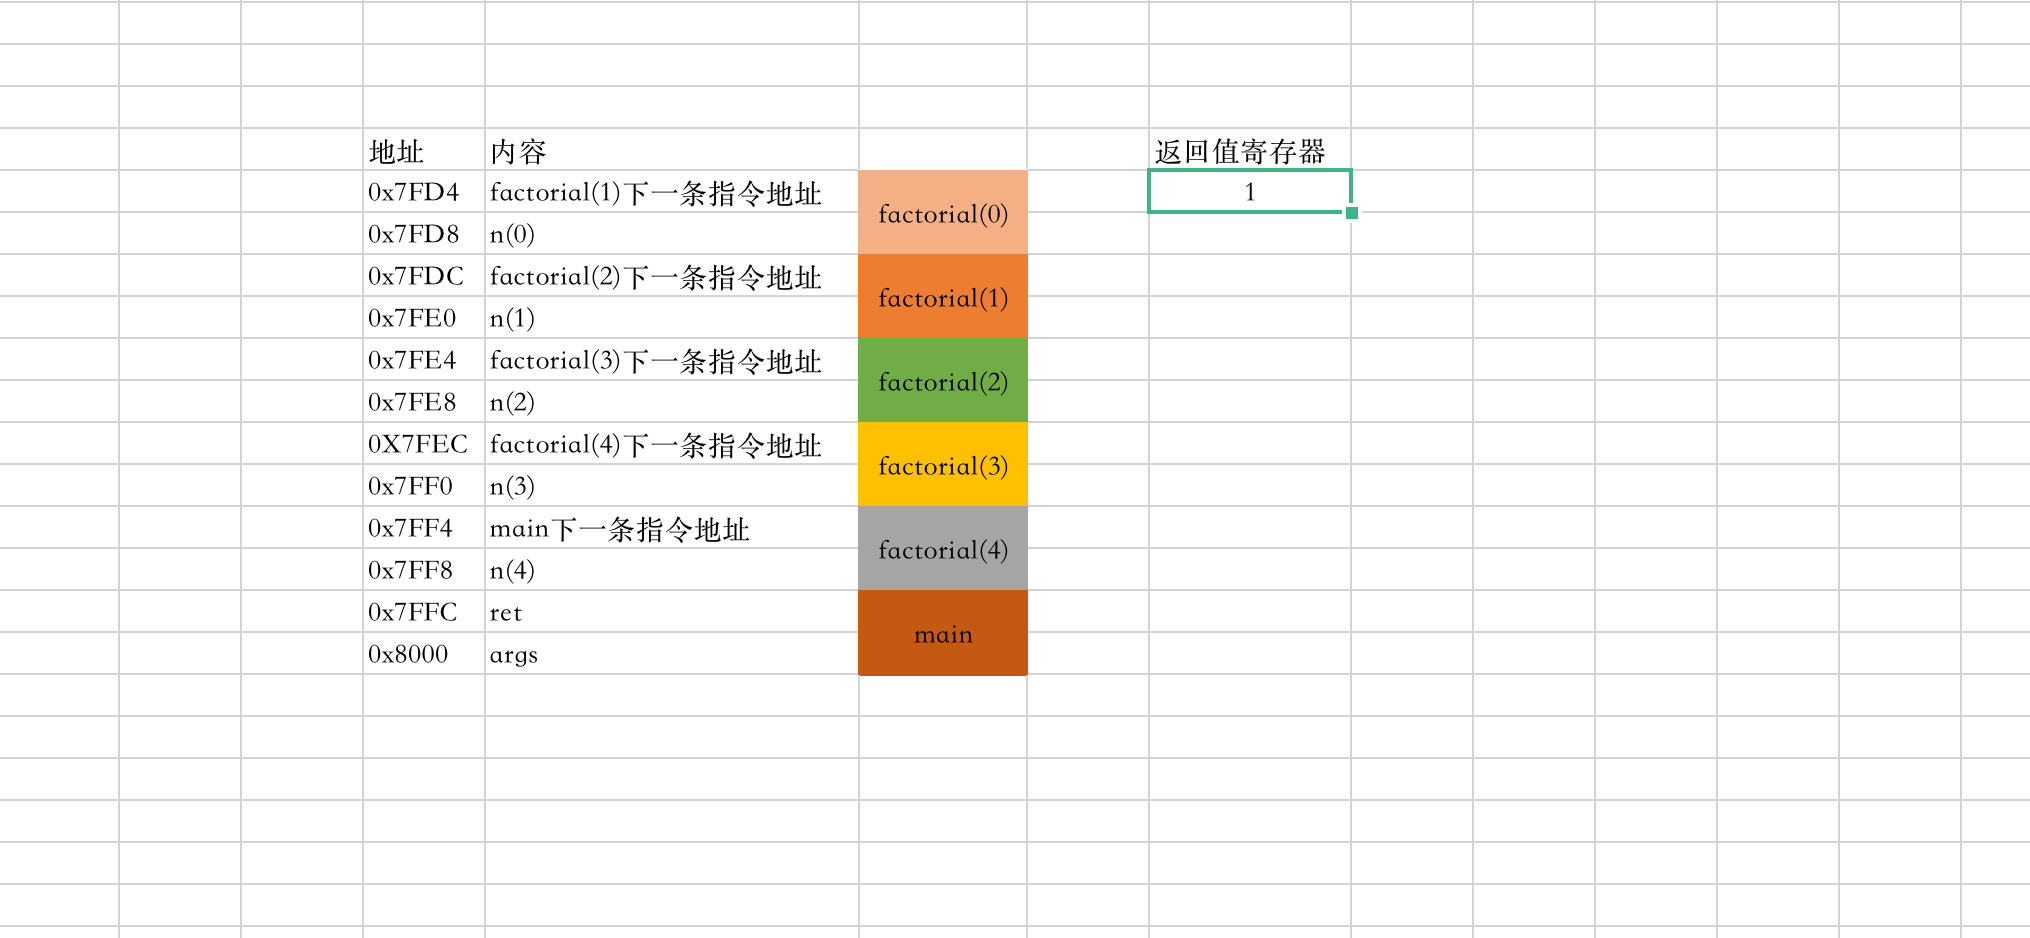 地址 内容 返回值寄存器
0x7FD4 factorial(1)下一条指令地址 1
factorial(0)
0x7FD8 n(0)
0x7FDC factorial(2)下一条指令地址
factorial(1)
0x7FE0 n(1)
0x7FE4 factorial(3)下一条指令地址
factorial(2)
0x7FE8 n(2)
0X7FEC factorial(4)下一条指令地址
factorial(3)
0x7FF0 n(3)
0x7FF4 main下一条指令地址
factorial(4)
0x7FF8 n(4)
0x7FFC ret
main
0x8000 args